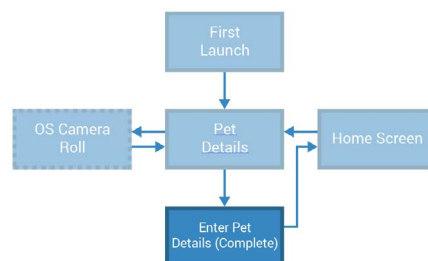 First
Launch
OS Camera
Roll
Pet
Details
Home Screen
Enter Pet
Details (Complete)